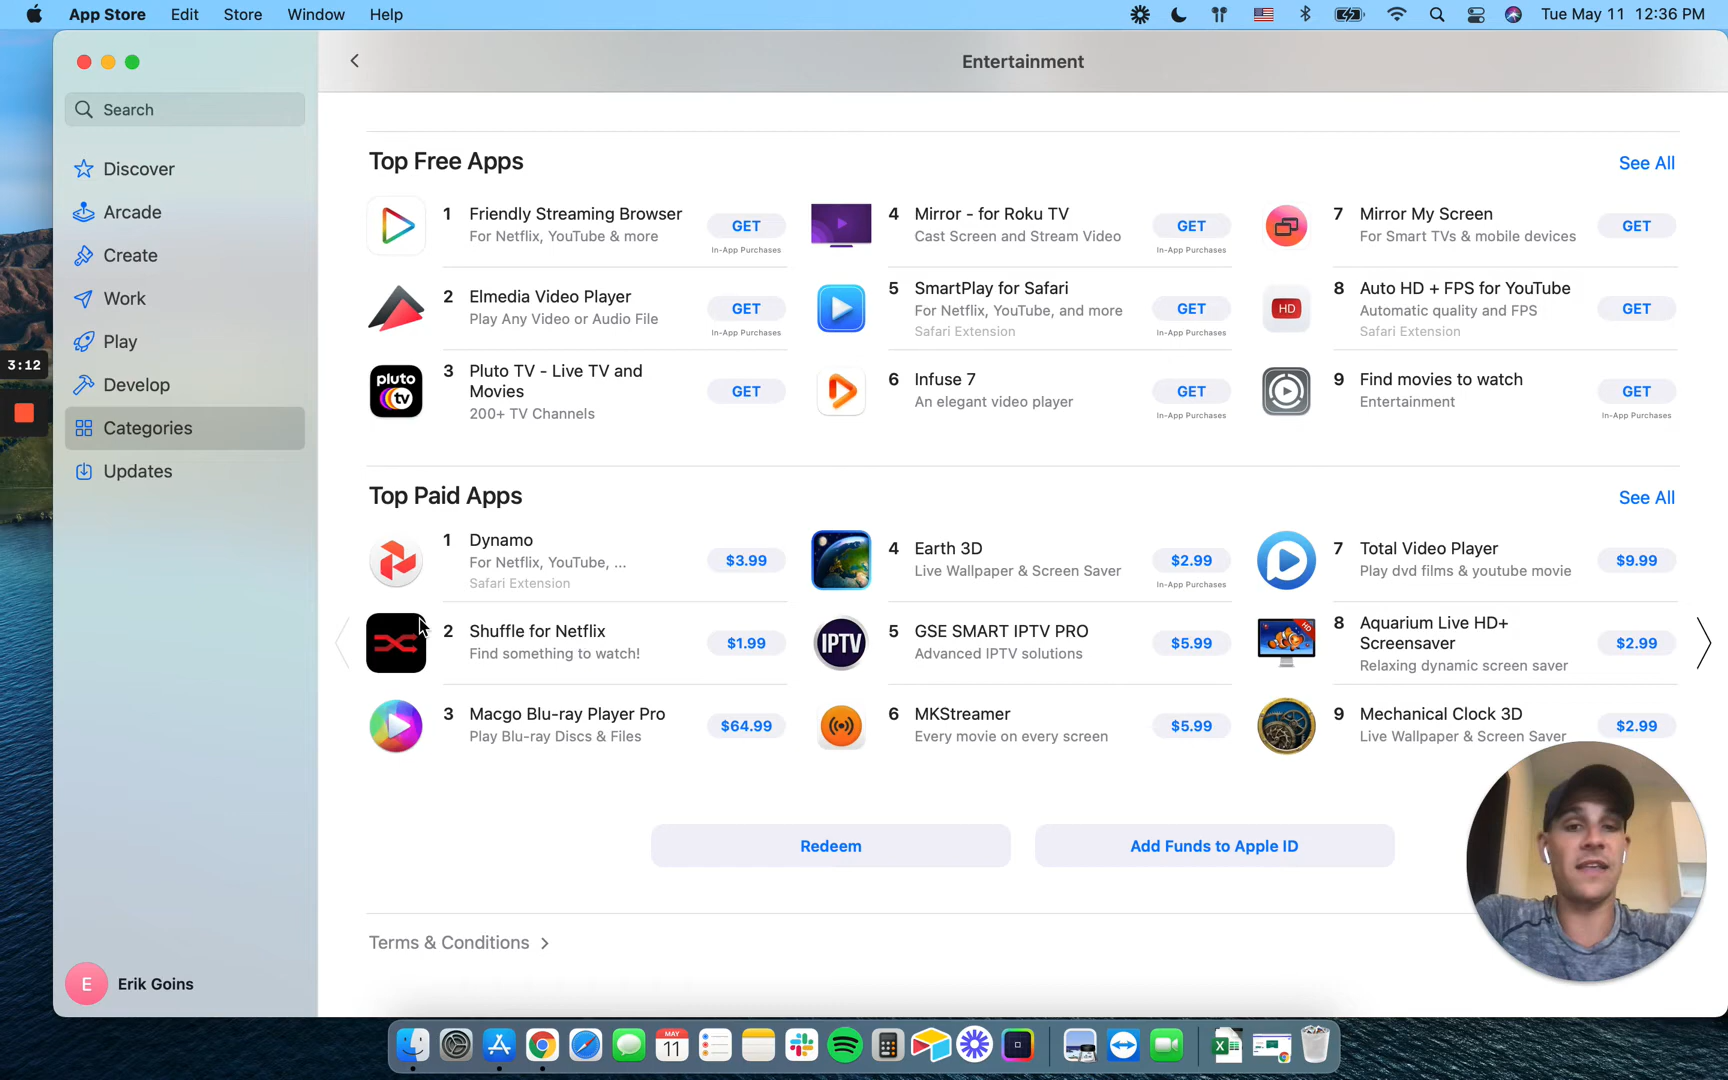 App Store Edit Store Window Help Tue May 11 12:36 PM
Entertainment
Search
Discover
Arcade
Create
Work
Play
Develop
Categories
Updates
3:12
Erik Goins
Top Free Apps See All
1 Friendly Streaming Browser
For Netflix, YouTube & more
GET
In-App Purchases
2 Elmedia Video Player
Play Any Video or Audio File
GET
In-App Purchases
pluto
tv
3 Pluto TV - Live TV and
Movies
200+ TV Channels
GET
4 Mirror - for Roku TV
Cast Screen and Stream Video
GET
In-App Purchases
5 SmartPlay for Safari
For Netflix, YouTube, and more
Safari Extension
GET
In-App Purchases
6 Infuse 7
An elegant video player
GET
In-App Purchases
7 Mirror My Screen
For Smart TVs & mobile devices
GET
HD
8 Auto HD + FPS for YouTube
Automatic quality and FPS
Safari Extension
GET
9 Find movies to watch
Entertainment
GET
In-App Purchases
Top Paid Apps See All
1 Dynamo
For Netflix, YouTube, ...
Safari Extension
$3.99
2 Shuffle for Netflix
Find something to watch!
$1.99
3 Macgo Blu-ray Player Pro
Play Blu-ray Discs & Files
$64.99
4 Earth 3D
Live Wallpaper & Screen Saver
$2.99
In-App Purchases
IPTV
5 GSE SMART IPTV PRO
Advanced IPTV solutions
$5.99
6 MKStreamer
Every movie on every screen
$5.99
7 Total Video Player
Play dvd films & youtube movie
$9.99
HD
8 Aquarium Live HD+
Screensaver
Relaxing dynamic screen saver
$2.99
9 Mechanical Clock 3D
Live Wallpaper & Screen Saver
$2.99
Redeem
Add Funds to Apple ID
Terms & Conditions
E
MAY
11
X